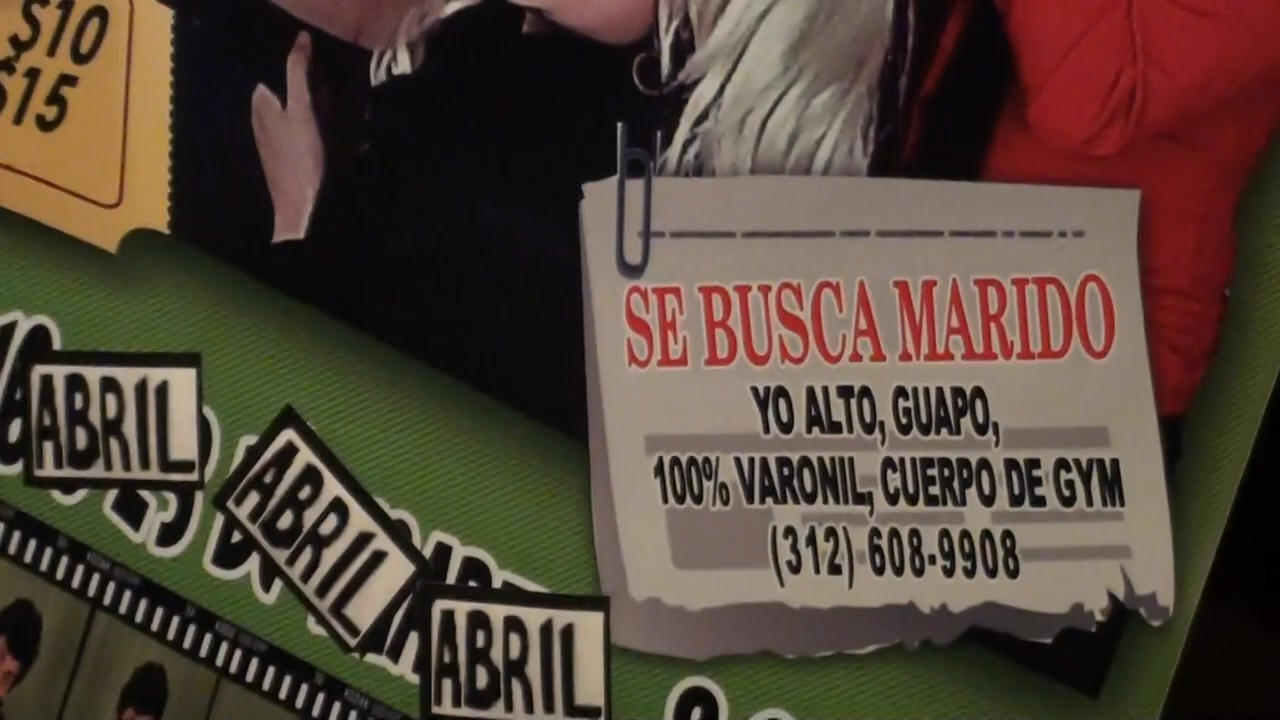 $10
$15
SE BUSCA MARIDO
YO ALTO, GUAPO,
100% VARONIL, CUERPO DE GYM
(312) 608-9908
ABRIL
ABRIL
ABRIL